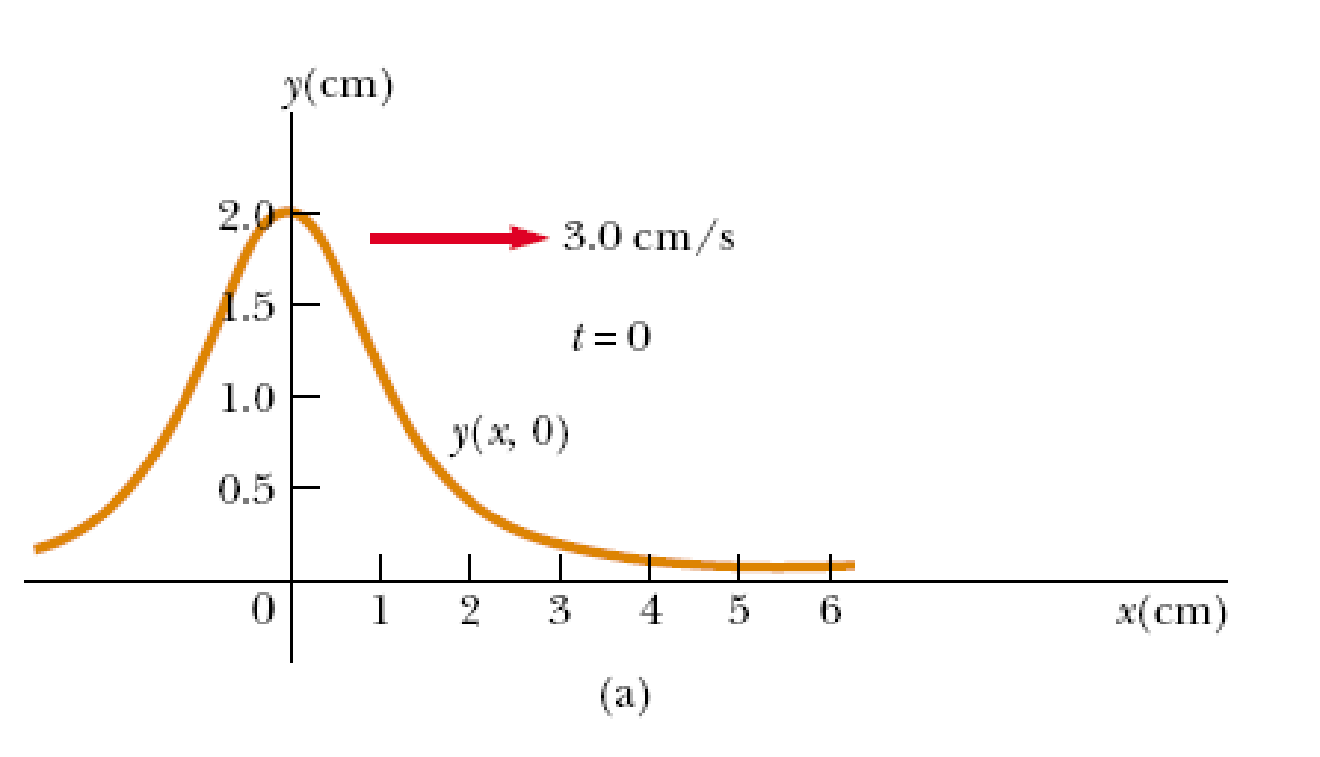 y(cm)
2.0
3.0 cm/s
1.5
t = 0
1.0
y(x, 0)
0.5
0 1 2 3 4 5 6 x(cm)
(a)